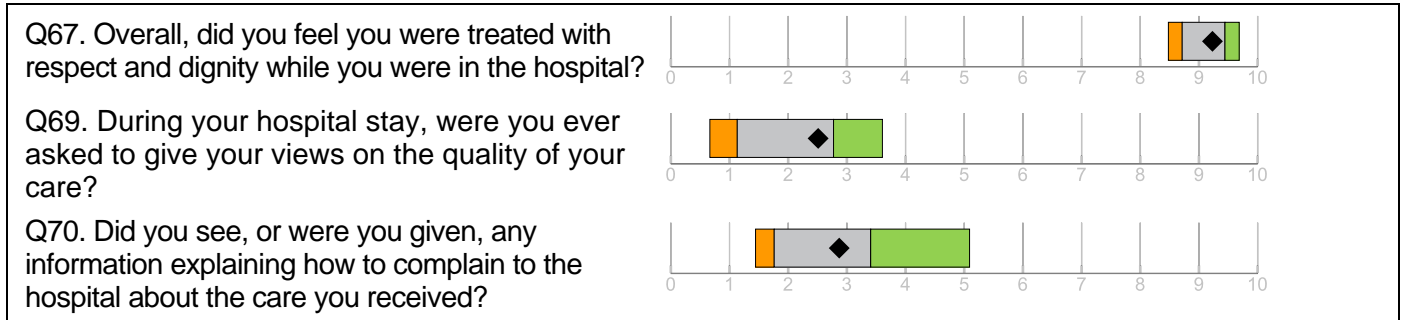 Q67. Overall, did you feel you were treated with
respect and dignity while you were in the hospital?
0 1 2 3 4 5 6 7 8 9 10
Q69. During your hospital stay, were you ever
asked to give your views on the quality of your
care?
0 1 2 3 4 5 6 7 8 9 10
Q70. Did you see, or were you given, any
information explaining how to complain to the
hospital about the care you received?
0 1 2 3 4 5 6 7 8 9 10